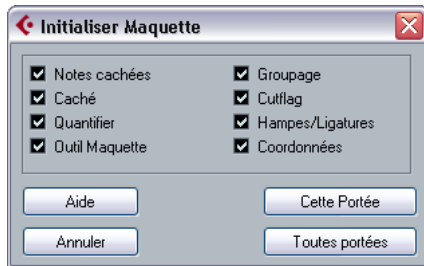 Initialiser Maquette
Notes cachées Groupage
Caché Cutflag
Quantifier Hampes/Ligatures
Outil Maquette Coordonnées
Aide Cette Portée
Annuler Toutes portées